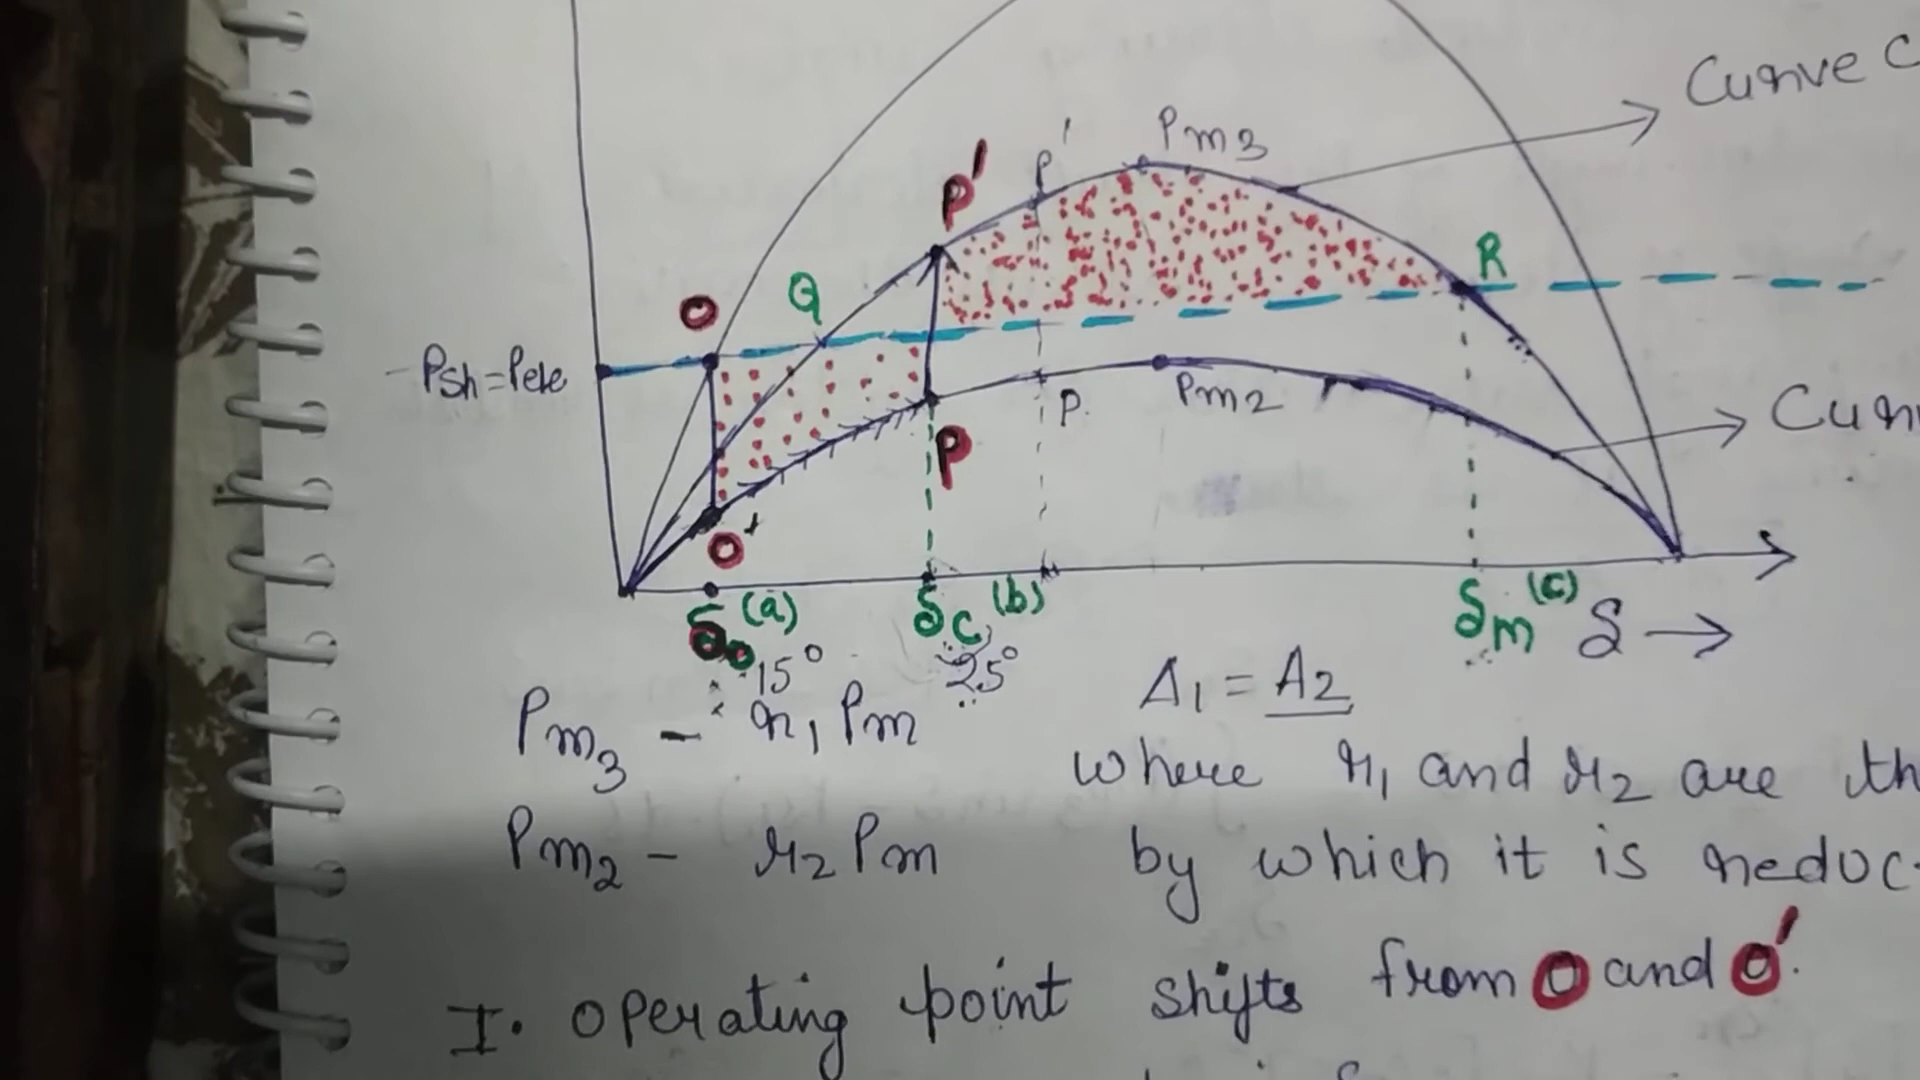 Curve C
Pm3
P'
P'
R
Q
O
Psh=Pele
Pm2
P.
P
Cur
O'
δo (a)
δc (b)
δm (c)
δ →
15°
25°
A1 = A2
Pm3 - r1 Pm
where r1 and r2 are th
Pm2 - r2 Pm
by which it is reduc
I. Operating point shifts from O and O'.